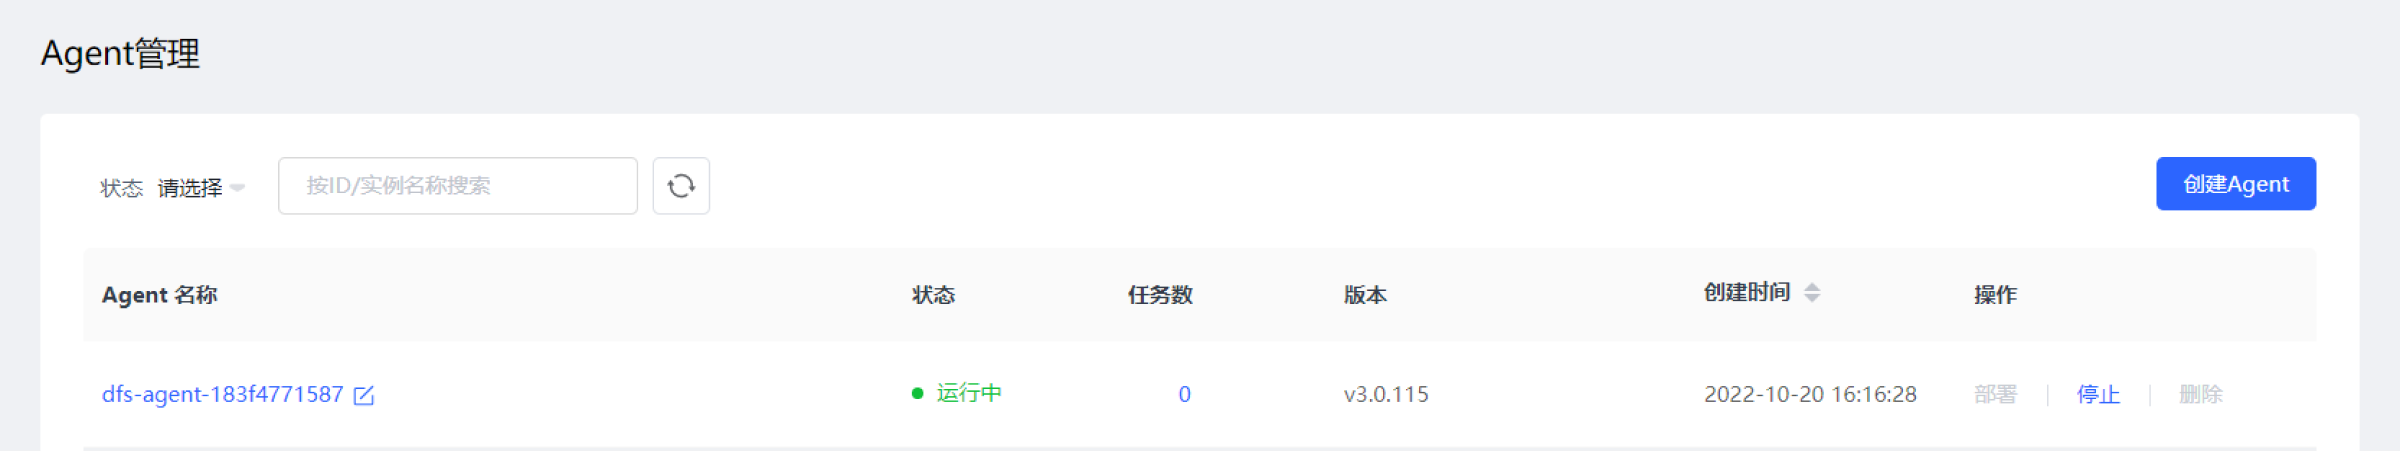 Agent管理
状态 请选择 按ID/实例名称搜索 创建Agent
Agent 名称 状态 任务数 版本 创建时间 操作
dfs-agent-183f4771587 运行中 0 v3.0.115 2022-10-20 16:16:28 部署 | 停止 | 删除